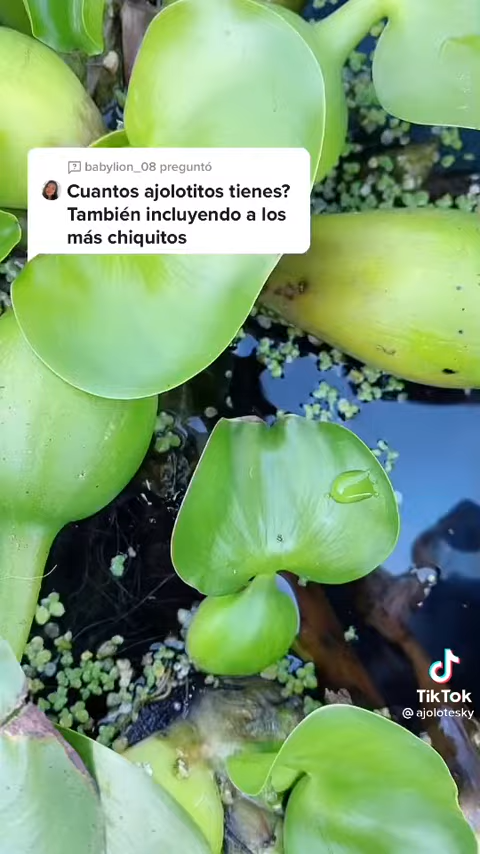 babylion_08 preguntó
Cuantos ajolotitos tienes?
También incluyendo a los
más chiquitos
TikTok
@ajolotesky